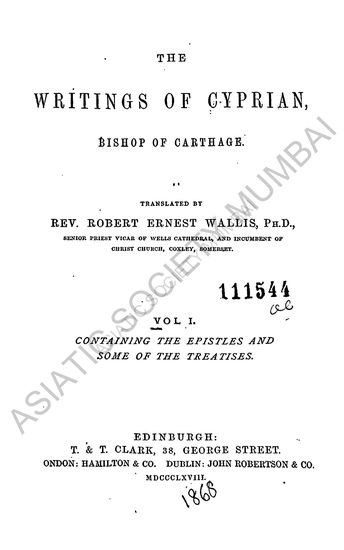 THE
WRITINGS OF CYPRIAN,
BISHOP OF CARTHAGE.
TRANSLATED BY
REV. ROBERT ERNEST WALLIS, PH.D.,
SENIOR PRIEST VICAR OF WELLS CATHEDRAL, AND INCUMBENT OF
CHRIST CHURCH, COXLEY, SOMERSET.
111544
VOL I.
CONTAINING THE EPISTLES AND
SOME OF THE TREATISES.
EDINBURGH:
T. & T. CLARK, 38, GEORGE STREET.
ONDON: HAMILTON & CO. DUBLIN: JOHN ROBERTSON & CO.
MDCCCLXVIII.
1868
ASIATIC SOCIETY MUMBAI